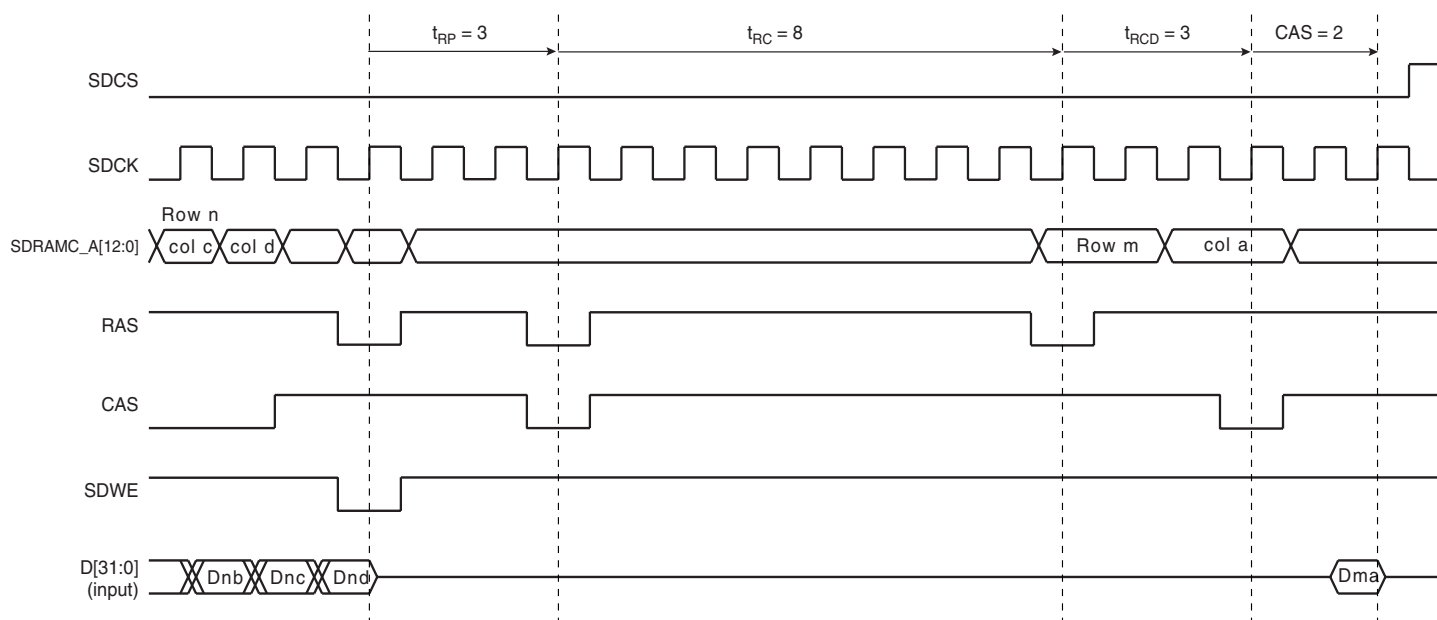 tRP = 3
tRC = 8
tRCD = 3
CAS = 2
SDCS
SDCK
Row n
SDRAMC_A[12:0]
col c
col d
Row m
col a
RAS
CAS
SDWE
D[31:0]
(input)
Dnb
Dnc
Dnd
Dma